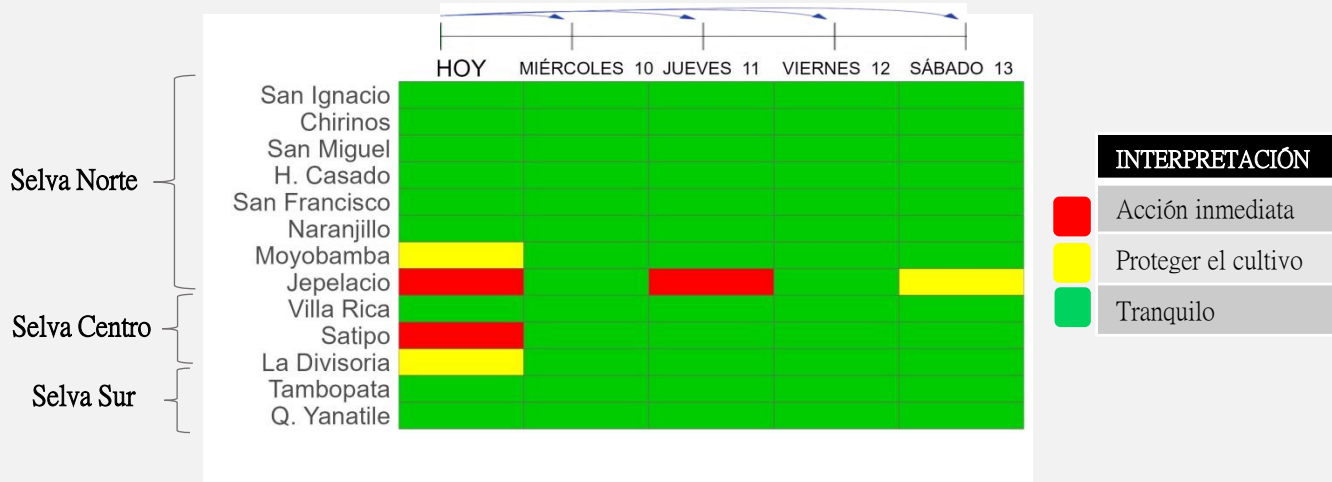 HOY MIÉRCOLES 10 JUEVES 11 VIERNES 12 SÁBADO 13
Selva Norte
San Ignacio
Chirinos
San Miguel
H. Casado
San Francisco
Naranjillo
Moyobamba
Jepelacio
Selva Centro
Villa Rica
Satipo
La Divisoria
Selva Sur
Tambopata
Q. Yanatile
INTERPRETACIÓN
Acción inmediata
Proteger el cultivo
Tranquilo